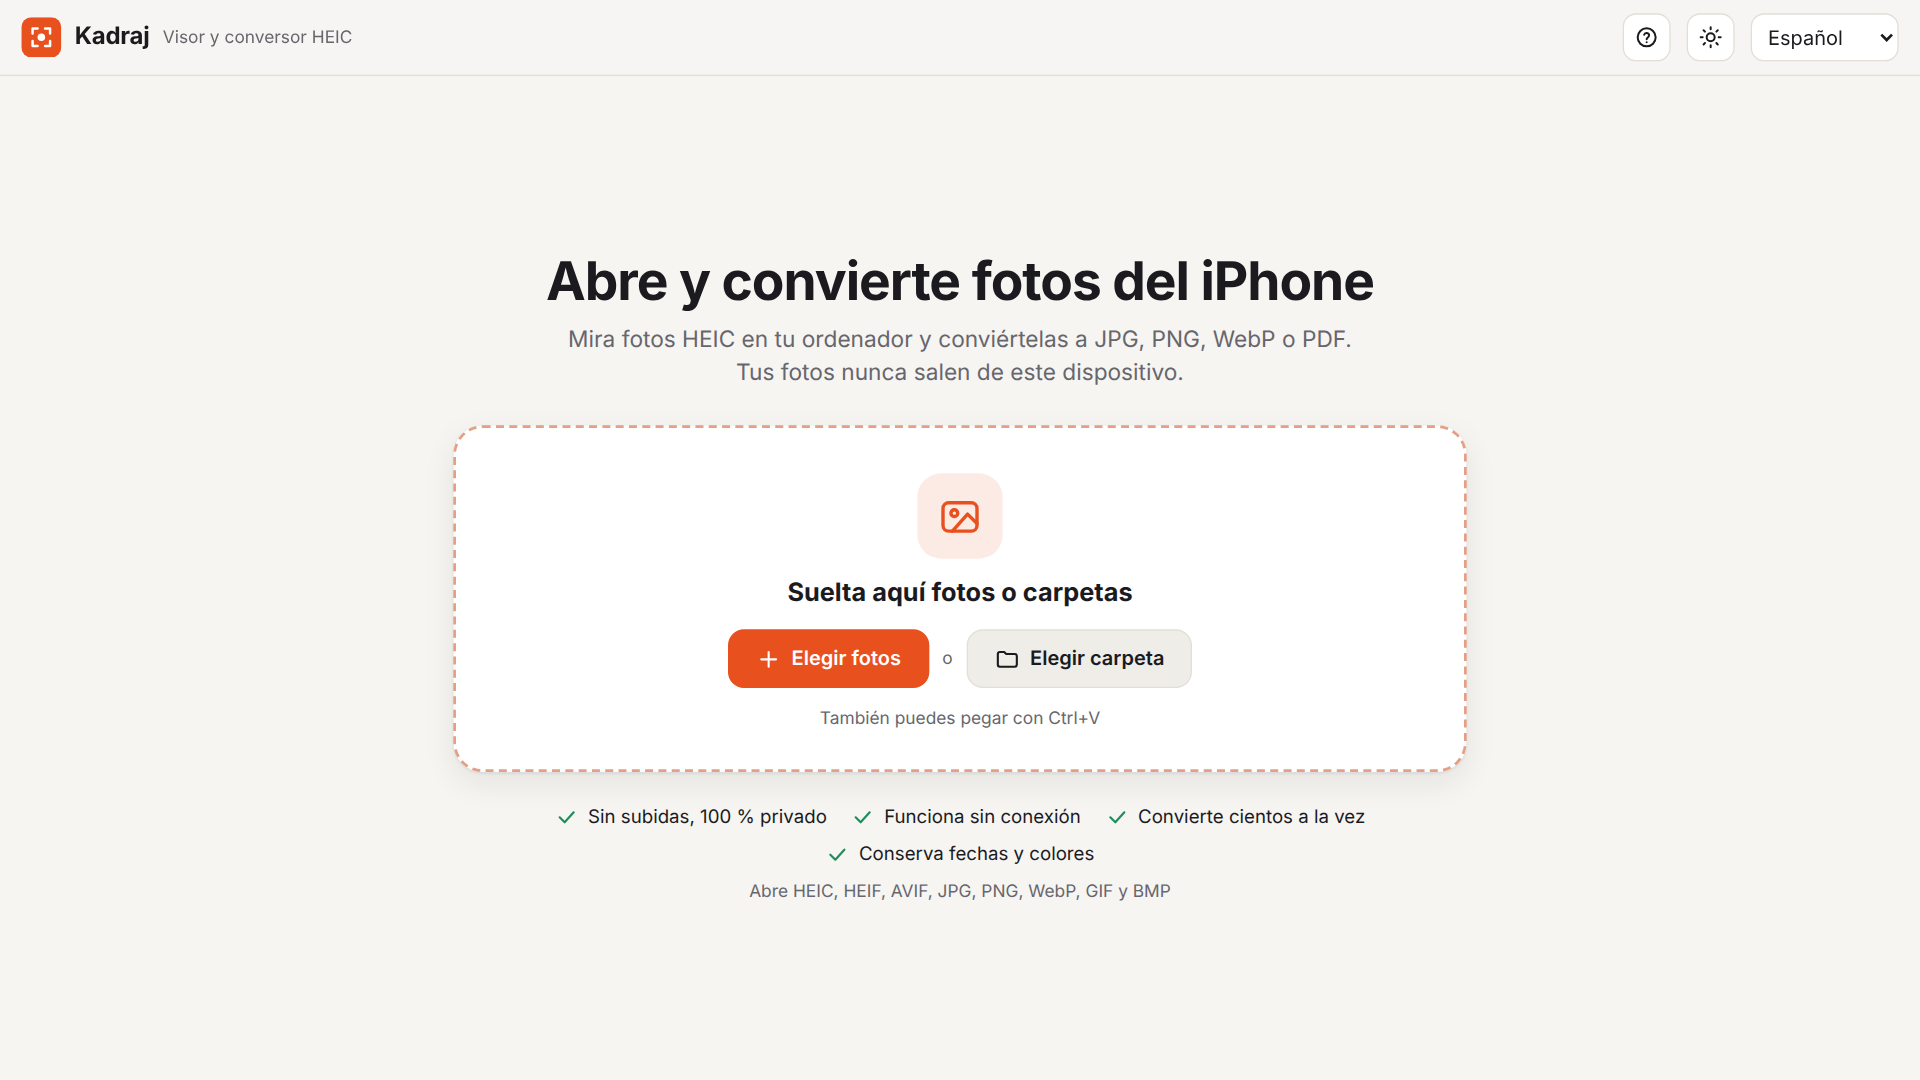 Kadraj Visor y conversor HEIC
Español
Abre y convierte fotos del iPhone
Mira fotos HEIC en tu ordenador y conviértelas a JPG, PNG, WebP o PDF.
Tus fotos nunca salen de este dispositivo.
Suelta aquí fotos o carpetas
Elegir fotos o Elegir carpeta
También puedes pegar con Ctrl+V
Sin subidas, 100 % privado Funciona sin conexión Convierte cientos a la vez
Conserva fechas y colores
Abre HEIC, HEIF, AVIF, JPG, PNG, WebP, GIF y BMP